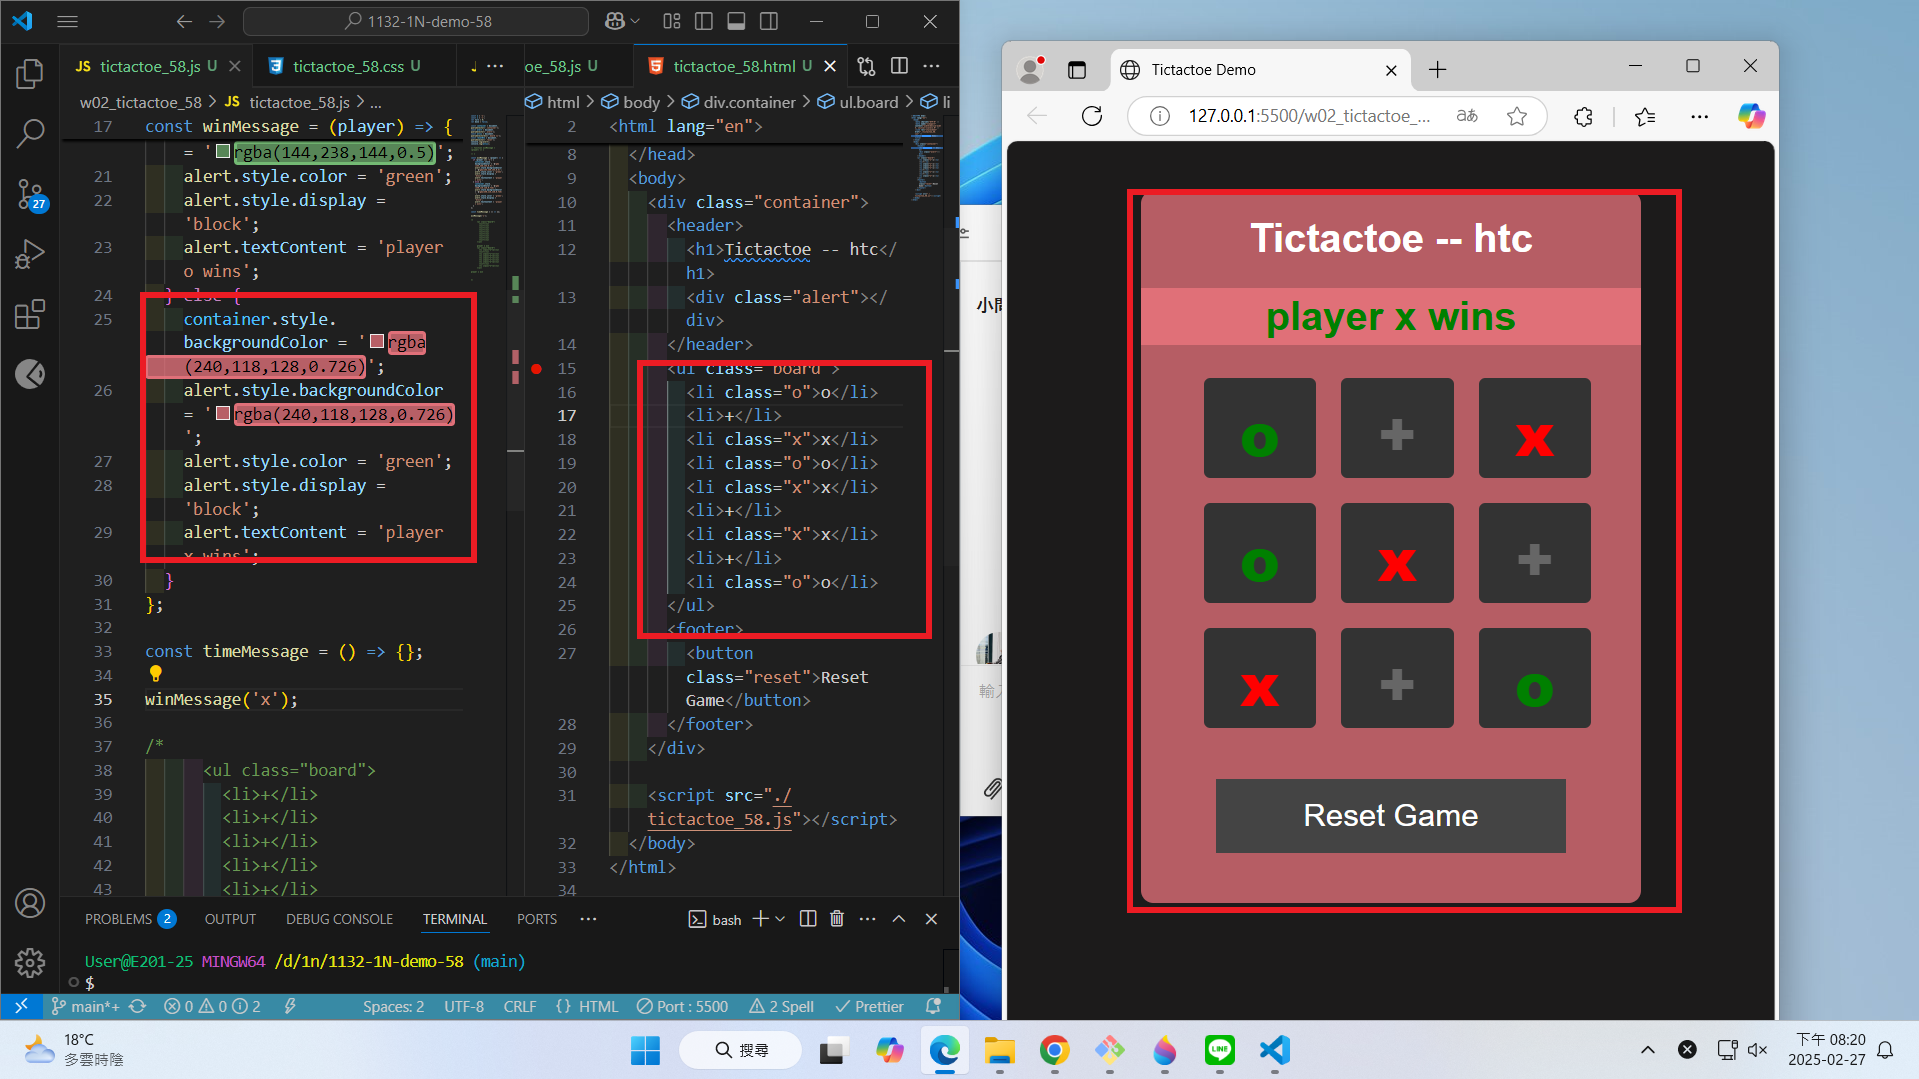 1132-1N-demo-58
tictactoe_58.js U
tictactoe_58.css U
w02_tictactoe_58 > JS tictactoe_58.js > ...
17 const winMessage = (player) => {
= 'rgba(144,238,144,0.5)';
21 alert.style.color = 'green';
22 alert.style.display =
'block';
23 alert.textContent = 'player
o wins';
24 } else {
25 container.style.
backgroundColor = 'rgba
(240,118,128,0.726)';
26 alert.style.backgroundColor
= 'rgba(240,118,128,0.726)
';
27 alert.style.color = 'green';
28 alert.style.display =
'block';
29 alert.textContent = 'player
x wins';
30 }
31 };
32
33 const timeMessage = () => {};
34
35 winMessage('x');
36
37 /*
38 <ul class="board">
39 <li>+</li>
40 <li>+</li>
41 <li>+</li>
42 <li>+</li>
43 <li>+</li>
oe_58.js U
tictactoe_58.html U
html > body > div.container > ul.board > li
2 <html lang="en">
8 </head>
9 <body>
10 <div class="container">
11 <header>
12 <h1>Tictactoe -- htc</
h1>
13 <div class="alert"></
div>
14 </header>
15 <ul class="board">
16 <li class="o">o</li>
17 <li>+</li>
18 <li class="x">x</li>
19 <li class="o">o</li>
20 <li class="x">x</li>
21 <li>+</li>
22 <li class="x">x</li>
23 <li>+</li>
24 <li class="o">o</li>
25 </ul>
26 <footer>
27 <button
class="reset">Reset
Game</button>
28 </footer>
29 </div>
30
31 <script src="./
tictactoe_58.js"></script>
32 </body>
33 </html>
34
27
PROBLEMS 2 OUTPUT DEBUG CONSOLE TERMINAL PORTS
bash
User@E201-25 MINGW64 /d/1n/1132-1N-demo-58 (main)
$
main*+ 0 0 2 Spaces: 2 UTF-8 CRLF {} HTML Port : 5500 2 Spell Prettier
小
輸
Tictactoe Demo
127.0.0.1:5500/w02_tictactoe_...
Tictactoe -- htc
player x wins
o + x
o x +
x + o
Reset Game
18°C
多雲時陰
搜尋
LINE
下午 08:20
2025-02-27